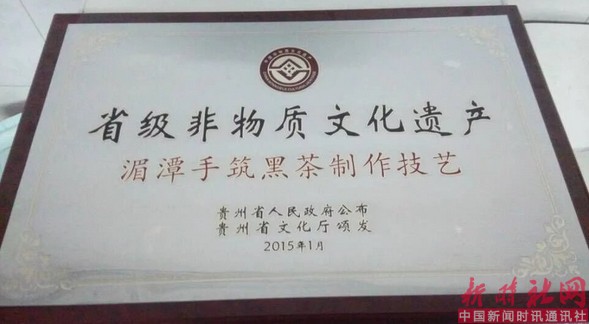 省级非物质文化遗产
湄潭手筑黑茶制作技艺
贵州省人民政府公布
贵州省文化厅颁发
2015年1月
新时社网
中国新闻时讯通讯社